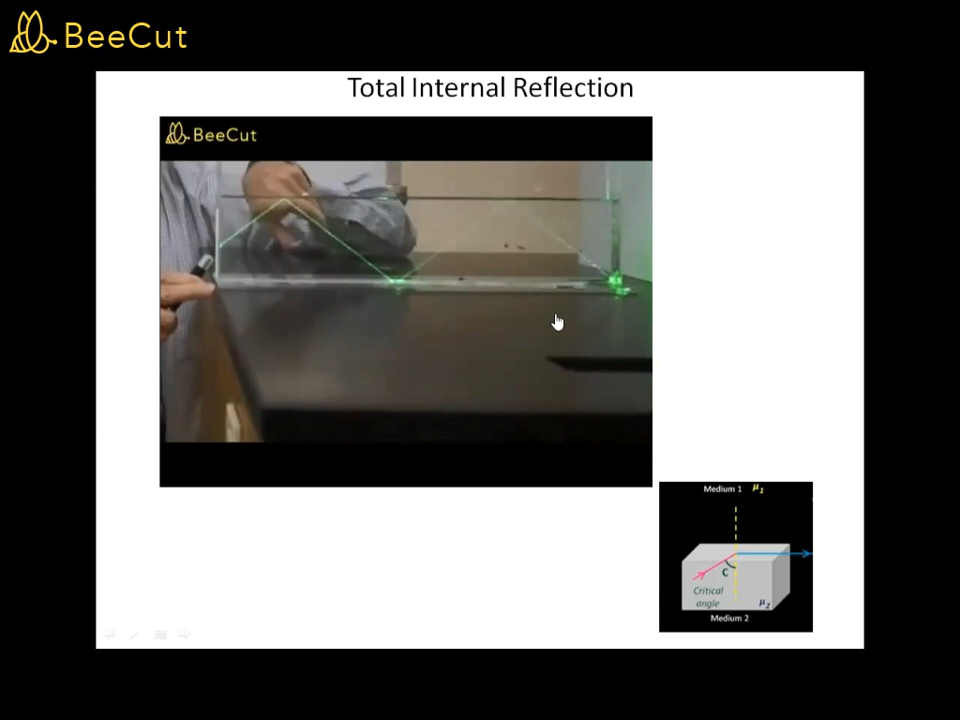 BeeCut
Total Internal Reflection
BeeCut
Medium 1 μ1
C
Critical
angle
μ2
Medium 2